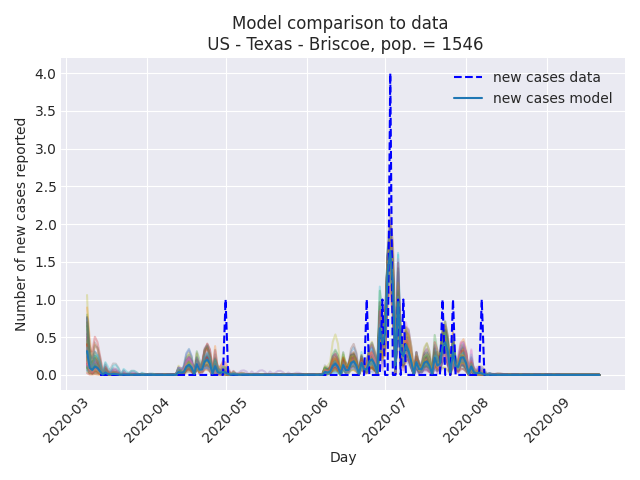 Model comparison to data
US - Texas - Briscoe, pop. = 1546
new cases data
new cases model
Number of new cases reported
4.0
3.5
3.0
2.5
2.0
1.5
1.0
0.5
0.0
2020-03
2020-04
2020-05
2020-06
2020-07
2020-08
2020-09
Day